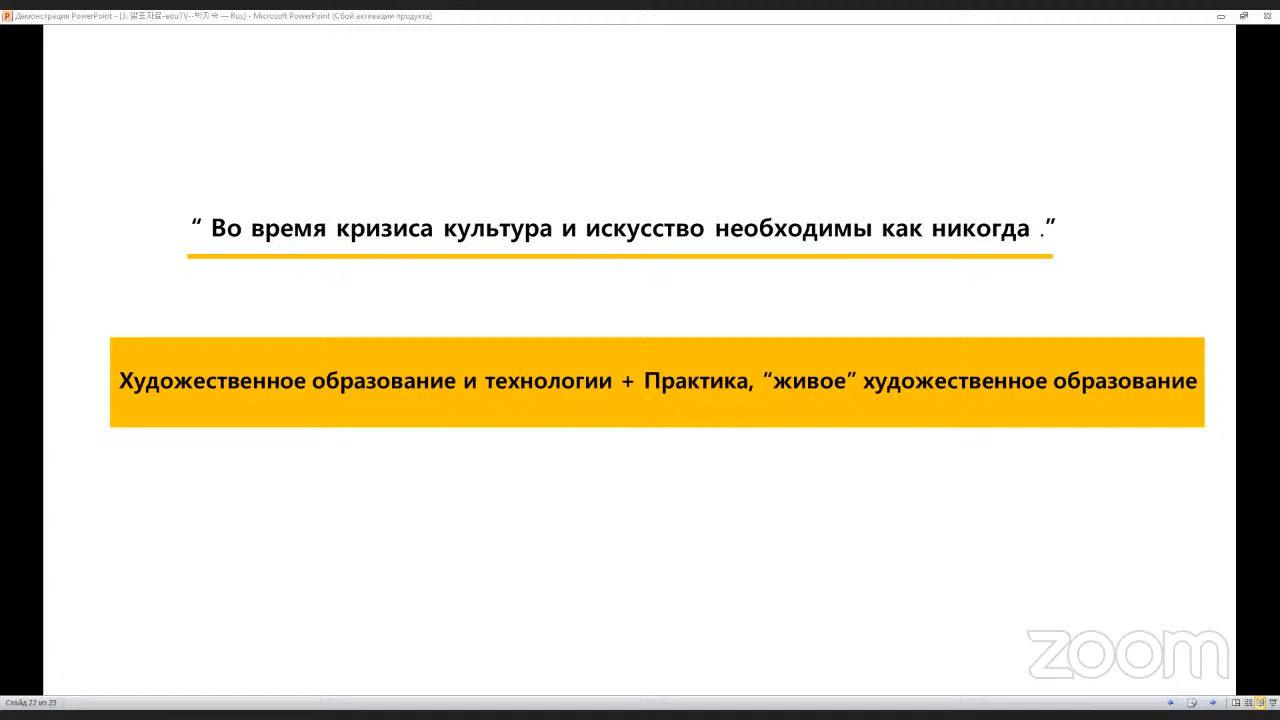 Демонстрация PowerPoint - [3. 발표자료-eduTV--박지숙 — Rus] - Microsoft PowerPoint (Сбой активации продукта)
“ Во время кризиса культура и искусство необходимы как никогда .”
Художественное образование и технологии + Практика, “живое” художественное образование
zoom
Слайд 22 из 23